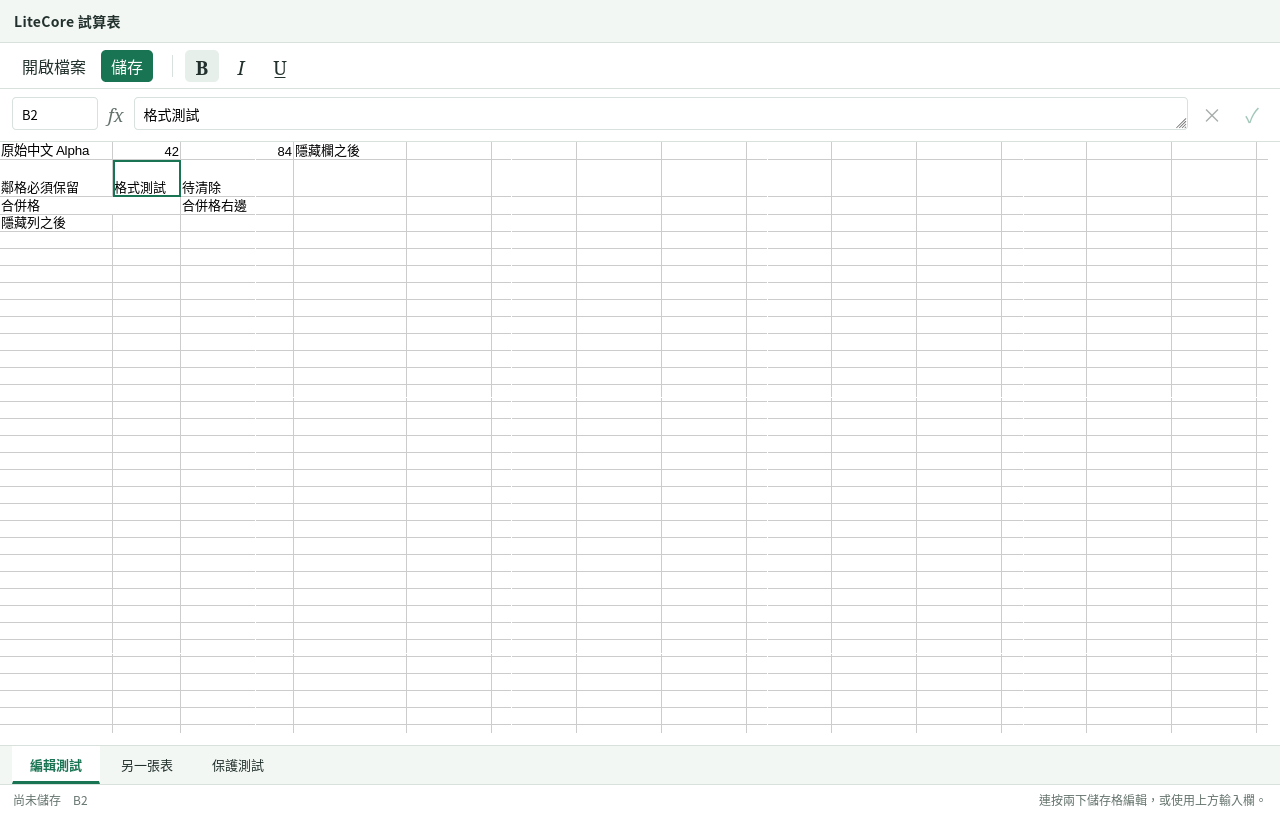 LiteCore 試算表
開啟檔案 儲存 B I U
B2 fx 格式測試
原始中文 Alpha 42 84 隱藏欄之後
鄰格必須保留 格式測試 待清除
合併格 合併格右邊
隱藏列之後
編輯測試 另一張表 保護測試
尚未儲存 B2 連按兩下儲存格編輯，或使用上方輸入欄。